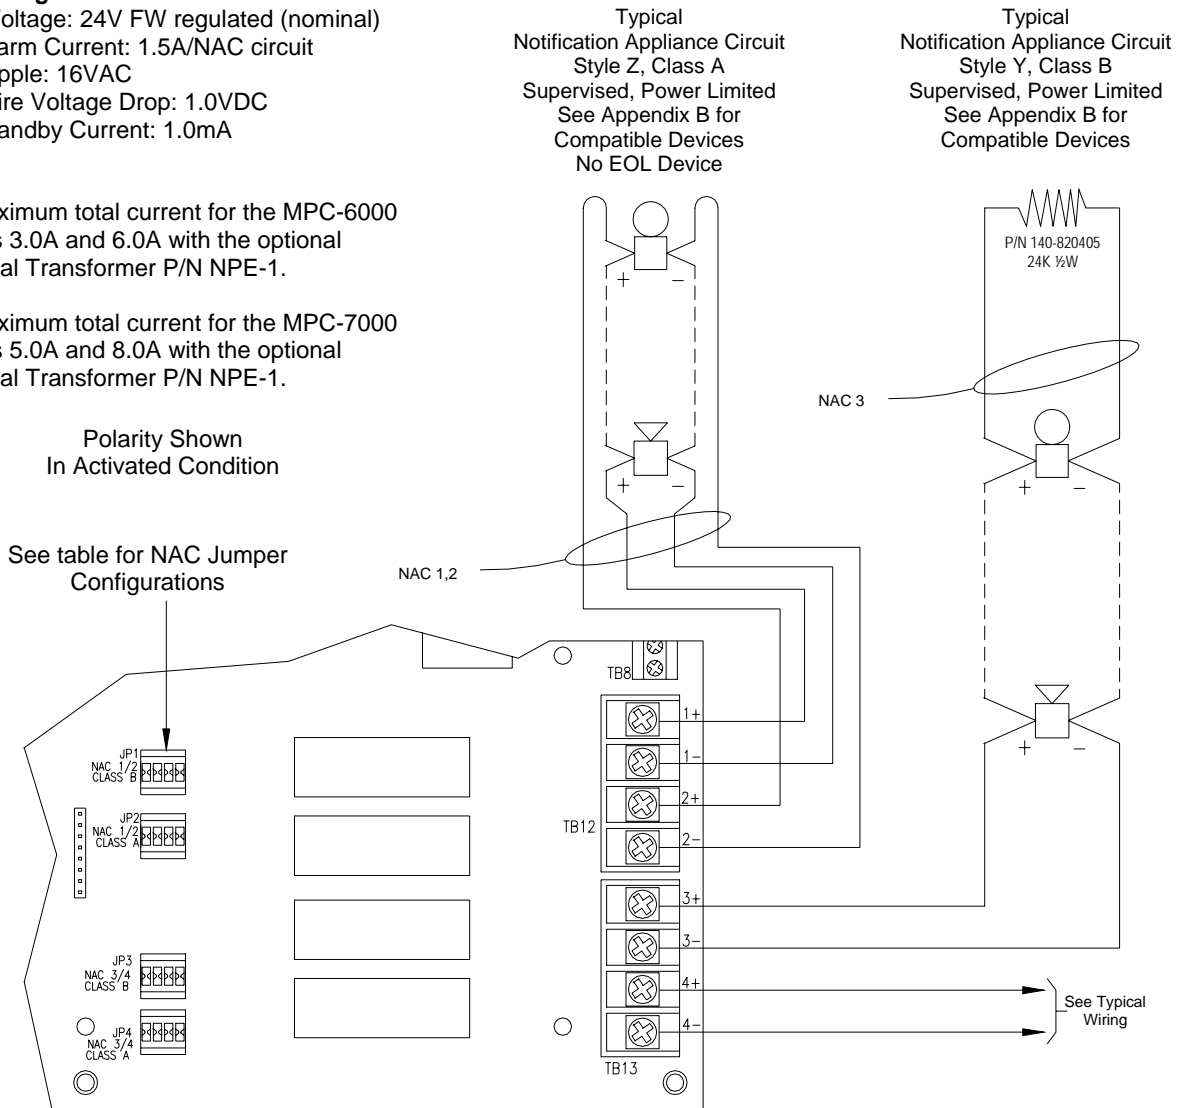 oltage: 24V FW regulated (nominal)
arm Current: 1.5A/NAC circuit
pple: 16VAC
ire Voltage Drop: 1.0VDC
andby Current: 1.0mA
ximum total current for the MPC-6000
s 3.0A and 6.0A with the optional
al Transformer P/N NPE-1.
ximum total current for the MPC-7000
s 5.0A and 8.0A with the optional
al Transformer P/N NPE-1.
Polarity Shown
In Activated Condition
See table for NAC Jumper
Configurations
Typical
Notification Appliance Circuit
Style Z, Class A
Supervised, Power Limited
See Appendix B for
Compatible Devices
No EOL Device
+ -
+ -
NAC 1,2
Typical
Notification Appliance Circuit
Style Y, Class B
Supervised, Power Limited
See Appendix B for
Compatible Devices
P/N 140-820405
24K ½W
NAC 3
+ -
+ -
JP1
NAC 1/2
CLASS B
JP2
NAC 1/2
CLASS A
JP3
NAC 3/4
CLASS B
JP4
NAC 3/4
CLASS A
TB8
1+
1-
2+
TB12
2-
3+
3-
4+
4-
TB13
See Typical
Wiring